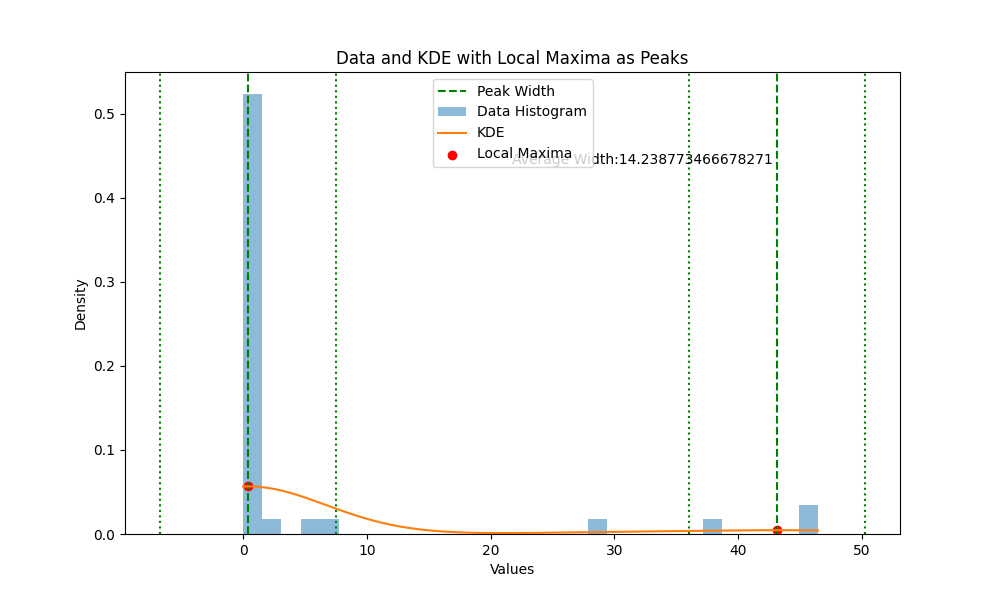 Data and KDE with Local Maxima as Peaks
Peak Width
Data Histogram
KDE
Local Maxima
Average Width:14.238773466678271
Density
0.5
0.4
0.3
0.2
0.1
0.0
0
10
20
30
40
50
Values